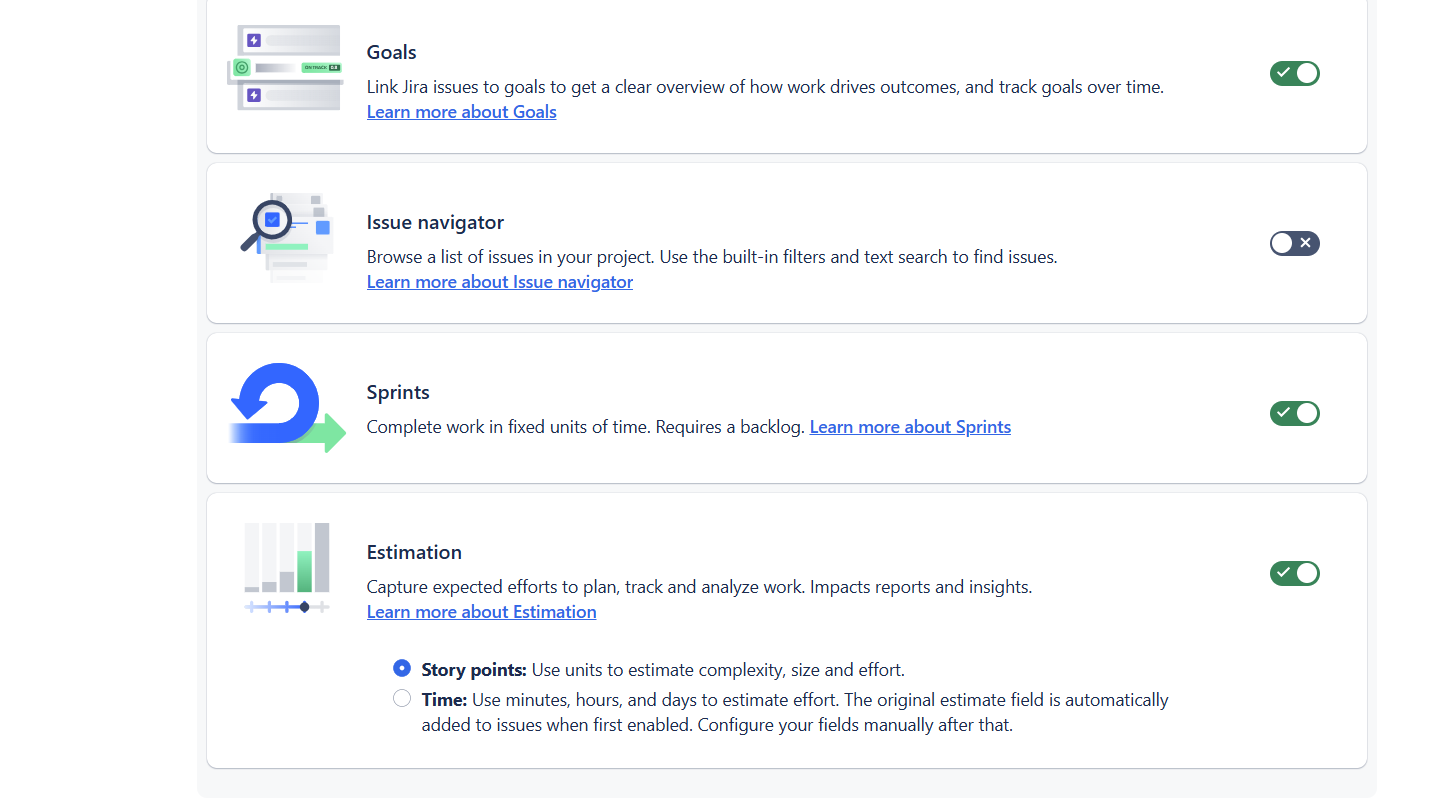 ON TRACK 0.8
Goals
Link Jira issues to goals to get a clear overview of how work drives outcomes, and track goals over time.
Learn more about Goals
Issue navigator
Browse a list of issues in your project. Use the built-in filters and text search to find issues.
Learn more about Issue navigator
Sprints
Complete work in fixed units of time. Requires a backlog. Learn more about Sprints
Estimation
Capture expected efforts to plan, track and analyze work. Impacts reports and insights.
Learn more about Estimation
Story points: Use units to estimate complexity, size and effort.
Time: Use minutes, hours, and days to estimate effort. The original estimate field is automatically
added to issues when first enabled. Configure your fields manually after that.